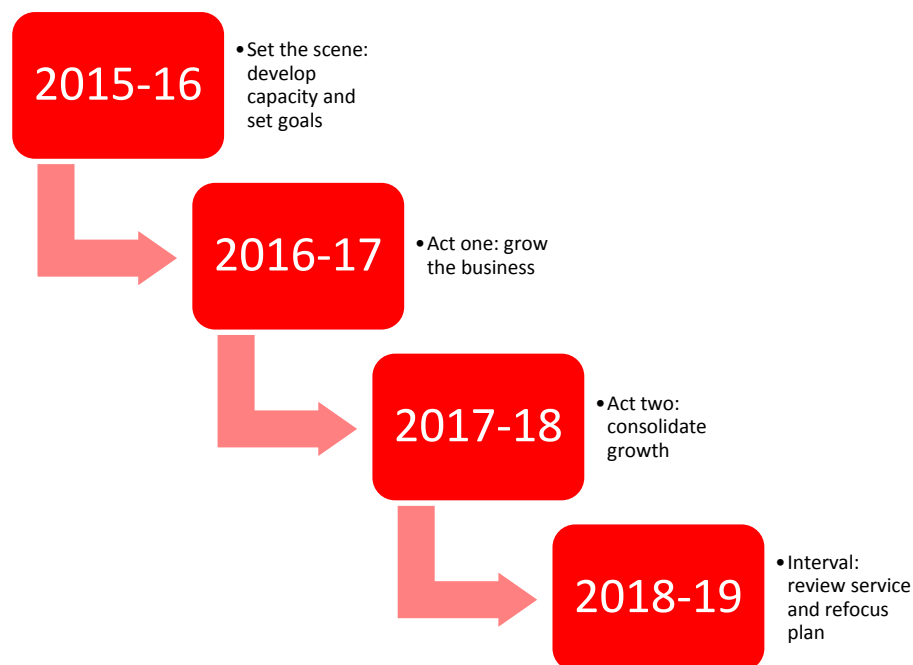 2015-16
•Set the scene:
develop
capacity and
set goals
2016-17
•Act one: grow
the business
2017-18
•Act two:
consolidate
growth
2018-19
•Interval:
review service
and refocus
plan